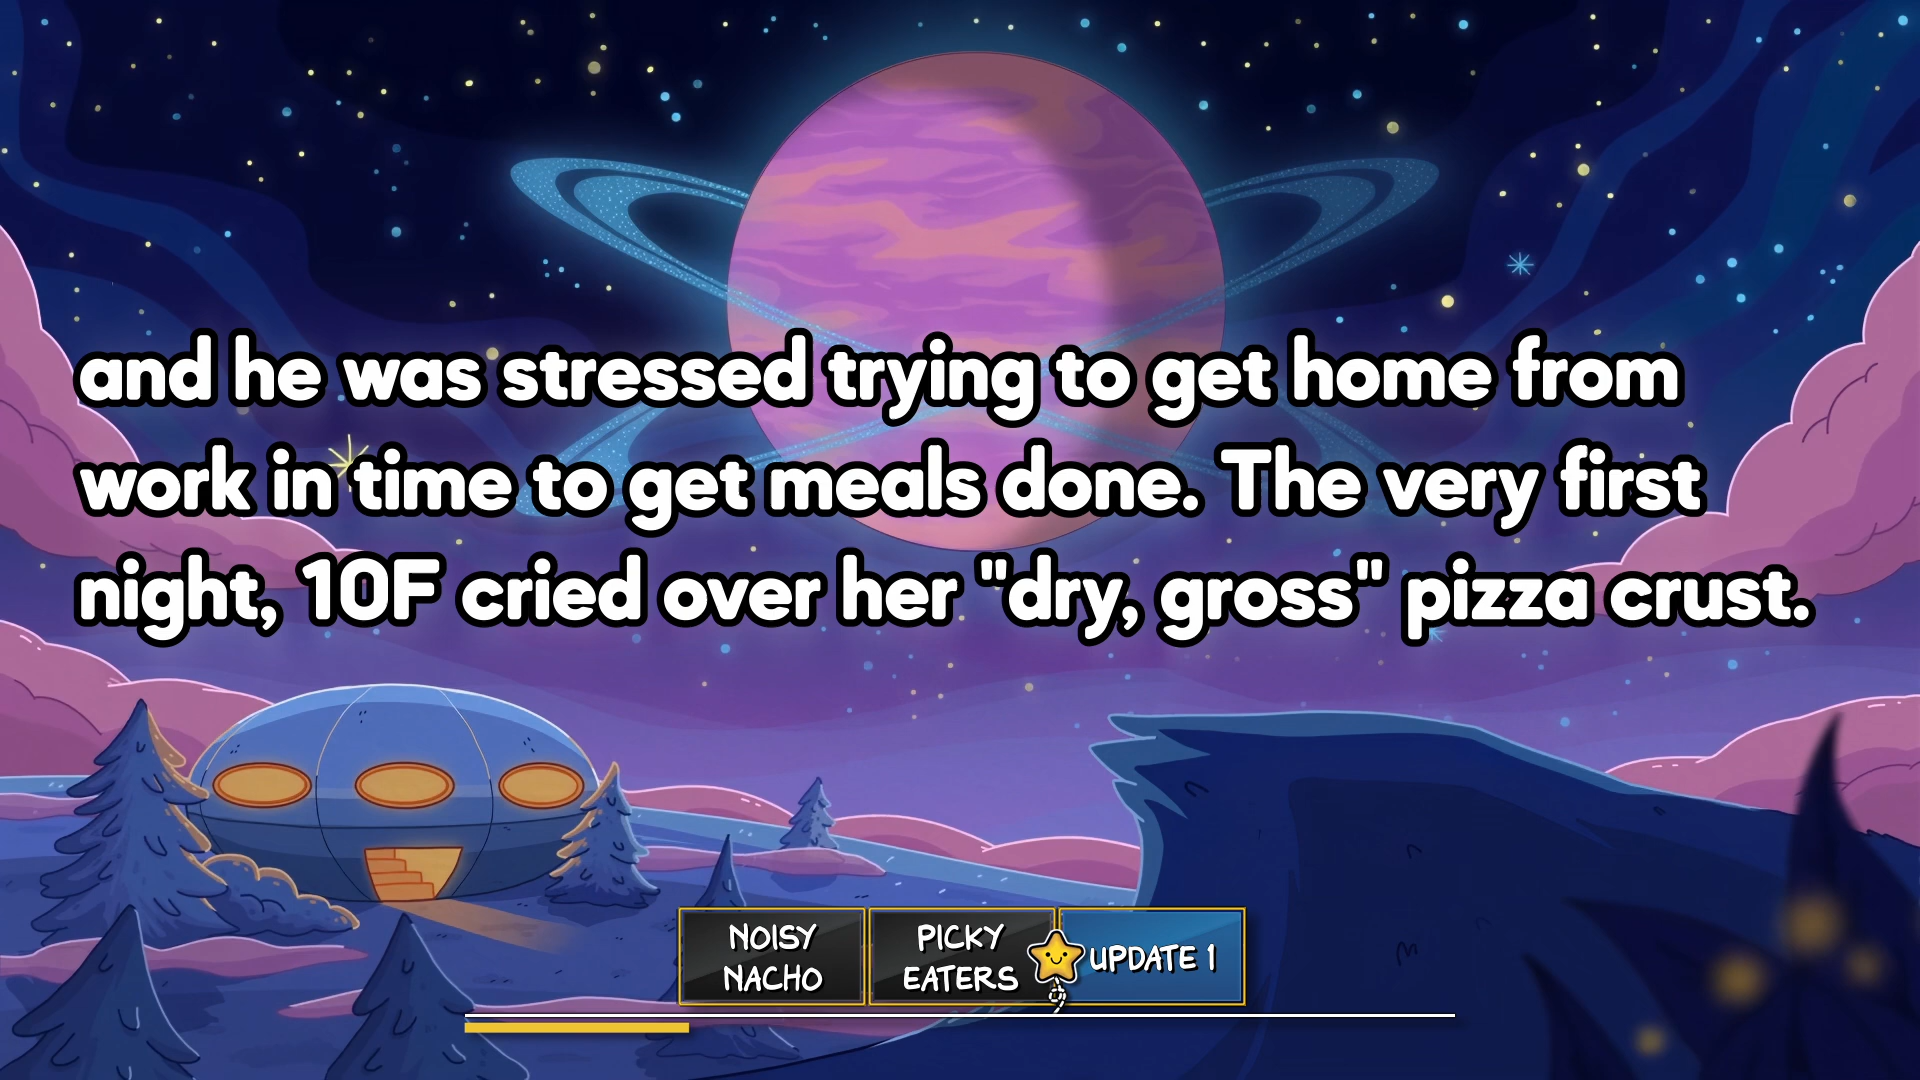 and he was stressed trying to get home from
work in time to get meals done. The very first
night, 10F cried over her "dry, gross" pizza crust.
NOISY
NACHO
PICKY
EATERS
UPDATE 1